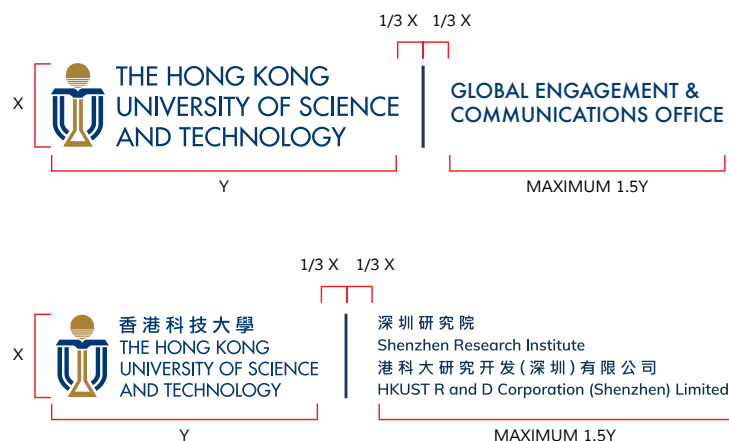 1/3 X 1/3 X
X
THE HONG KONG
UNIVERSITY OF SCIENCE
AND TECHNOLOGY
GLOBAL ENGAGEMENT &
COMMUNICATIONS OFFICE
Y
MAXIMUM 1.5Y
1/3 X 1/3 X
X
香港科技大學
THE HONG KONG
UNIVERSITY OF SCIENCE
AND TECHNOLOGY
深圳研究院
Shenzhen Research Institute
港科大研究开发(深圳)有限公司
HKUST R and D Corporation (Shenzhen) Limited
Y
MAXIMUM 1.5Y